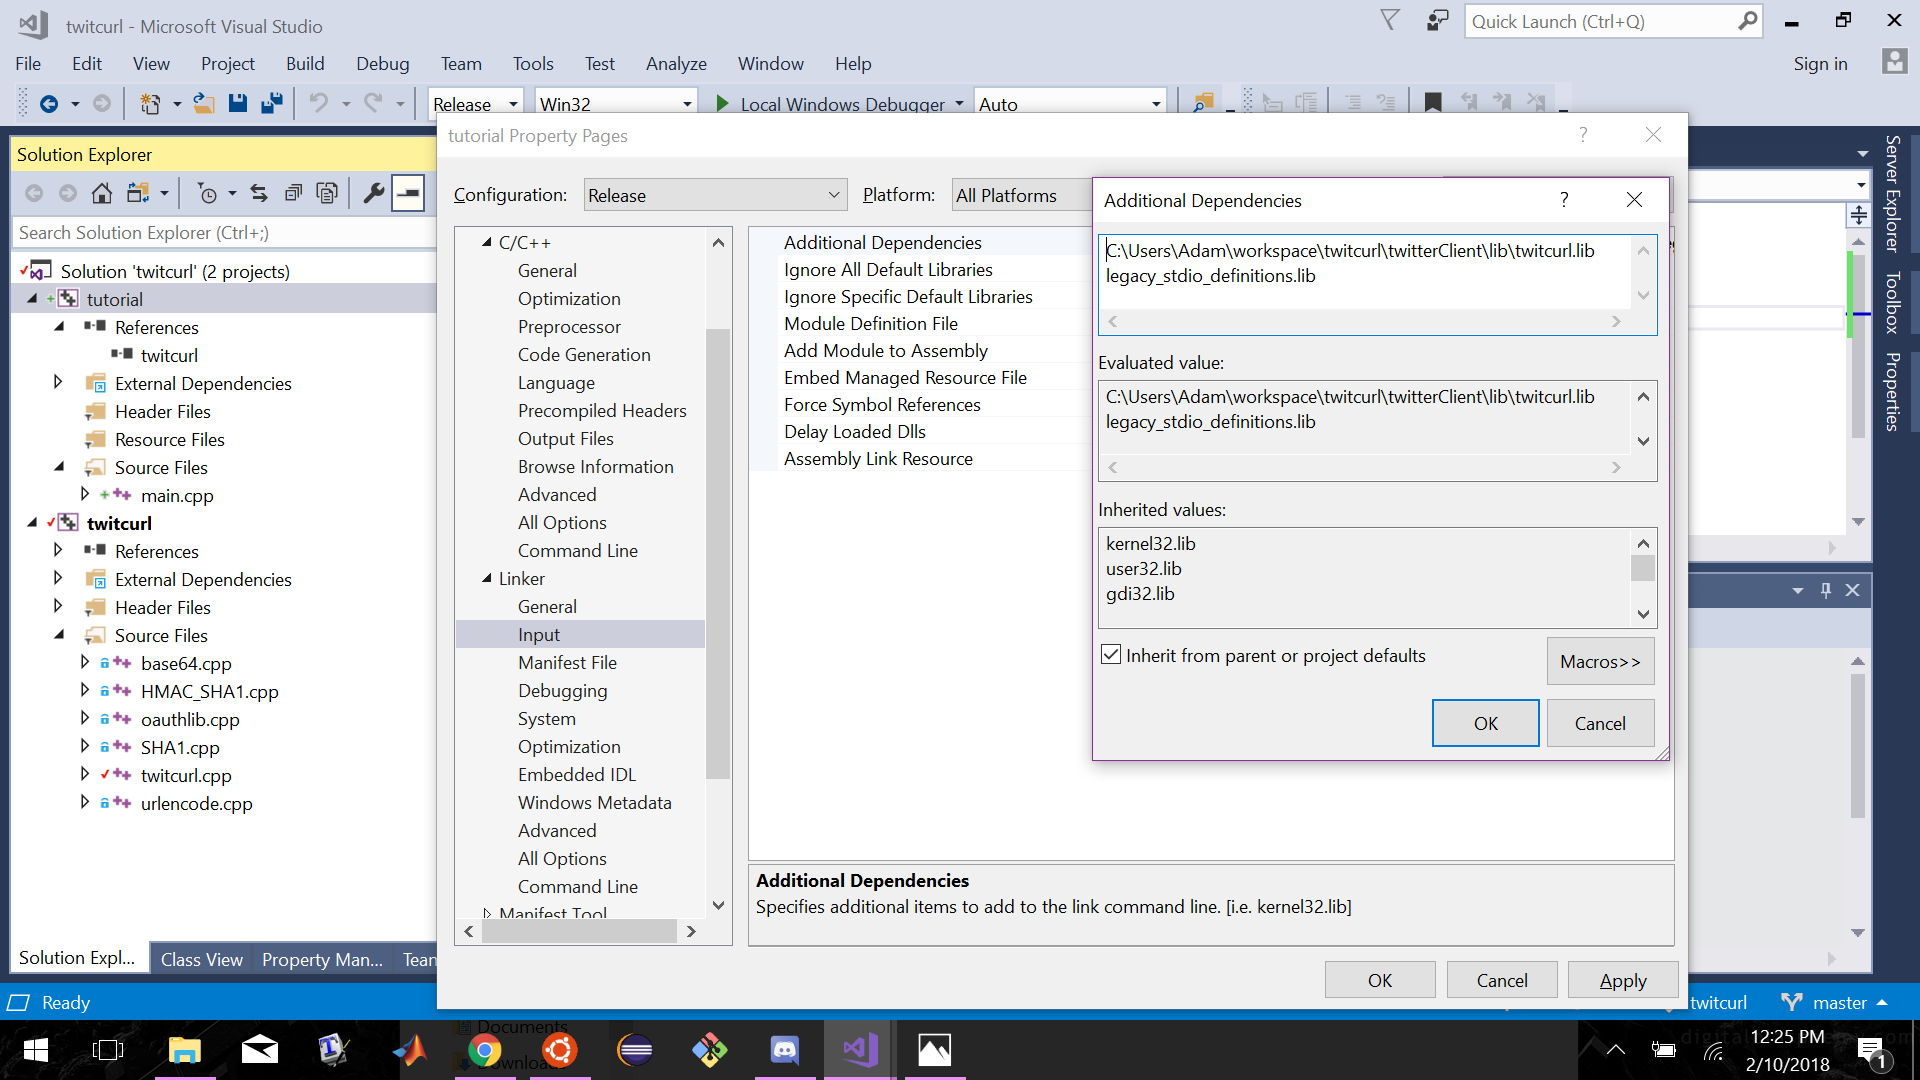 twitcurl - Microsoft Visual Studio
Quick Launch (Ctrl+Q)
File Edit View Project Build Debug Team Tools Test Analyze Window Help
Sign in
Release Win32 Local Windows Debugger Auto
Solution Explorer
Search Solution Explorer (Ctrl+;)
Solution 'twitcurl' (2 projects)
tutorial
References
twitcurl
External Dependencies
Header Files
Resource Files
Source Files
main.cpp
twitcurl
References
External Dependencies
Header Files
Source Files
base64.cpp
HMAC_SHA1.cpp
oauthlib.cpp
SHA1.cpp
twitcurl.cpp
urlencode.cpp
Solution Expl... Class View Property Man... Team
tutorial Property Pages
Configuration: Release Platform: All Platforms
C/C++
General
Optimization
Preprocessor
Code Generation
Language
Precompiled Headers
Output Files
Browse Information
Advanced
All Options
Command Line
Linker
General
Input
Manifest File
Debugging
System
Optimization
Embedded IDL
Windows Metadata
Advanced
All Options
Command Line
Manifest Tool
Additional Dependencies
Ignore All Default Libraries
Ignore Specific Default Libraries
Module Definition File
Add Module to Assembly
Embed Managed Resource File
Force Symbol References
Delay Loaded Dlls
Assembly Link Resource
Additional Dependencies
Specifies additional items to add to the link command line. [i.e. kernel32.lib]
OK Cancel Apply
Additional Dependencies
C:\Users\Adam\workspace\twitcurl\twitterClient\lib\twitcurl.lib
legacy_stdio_definitions.lib
Evaluated value:
C:\Users\Adam\workspace\twitcurl\twitterClient\lib\twitcurl.lib
legacy_stdio_definitions.lib
Inherited values:
kernel32.lib
user32.lib
gdi32.lib
Inherit from parent or project defaults
Macros>>
OK Cancel
Server Explorer
Toolbox
Properties
Ready
twitcurl master
Documents
12:25 PM
2/10/2018
1